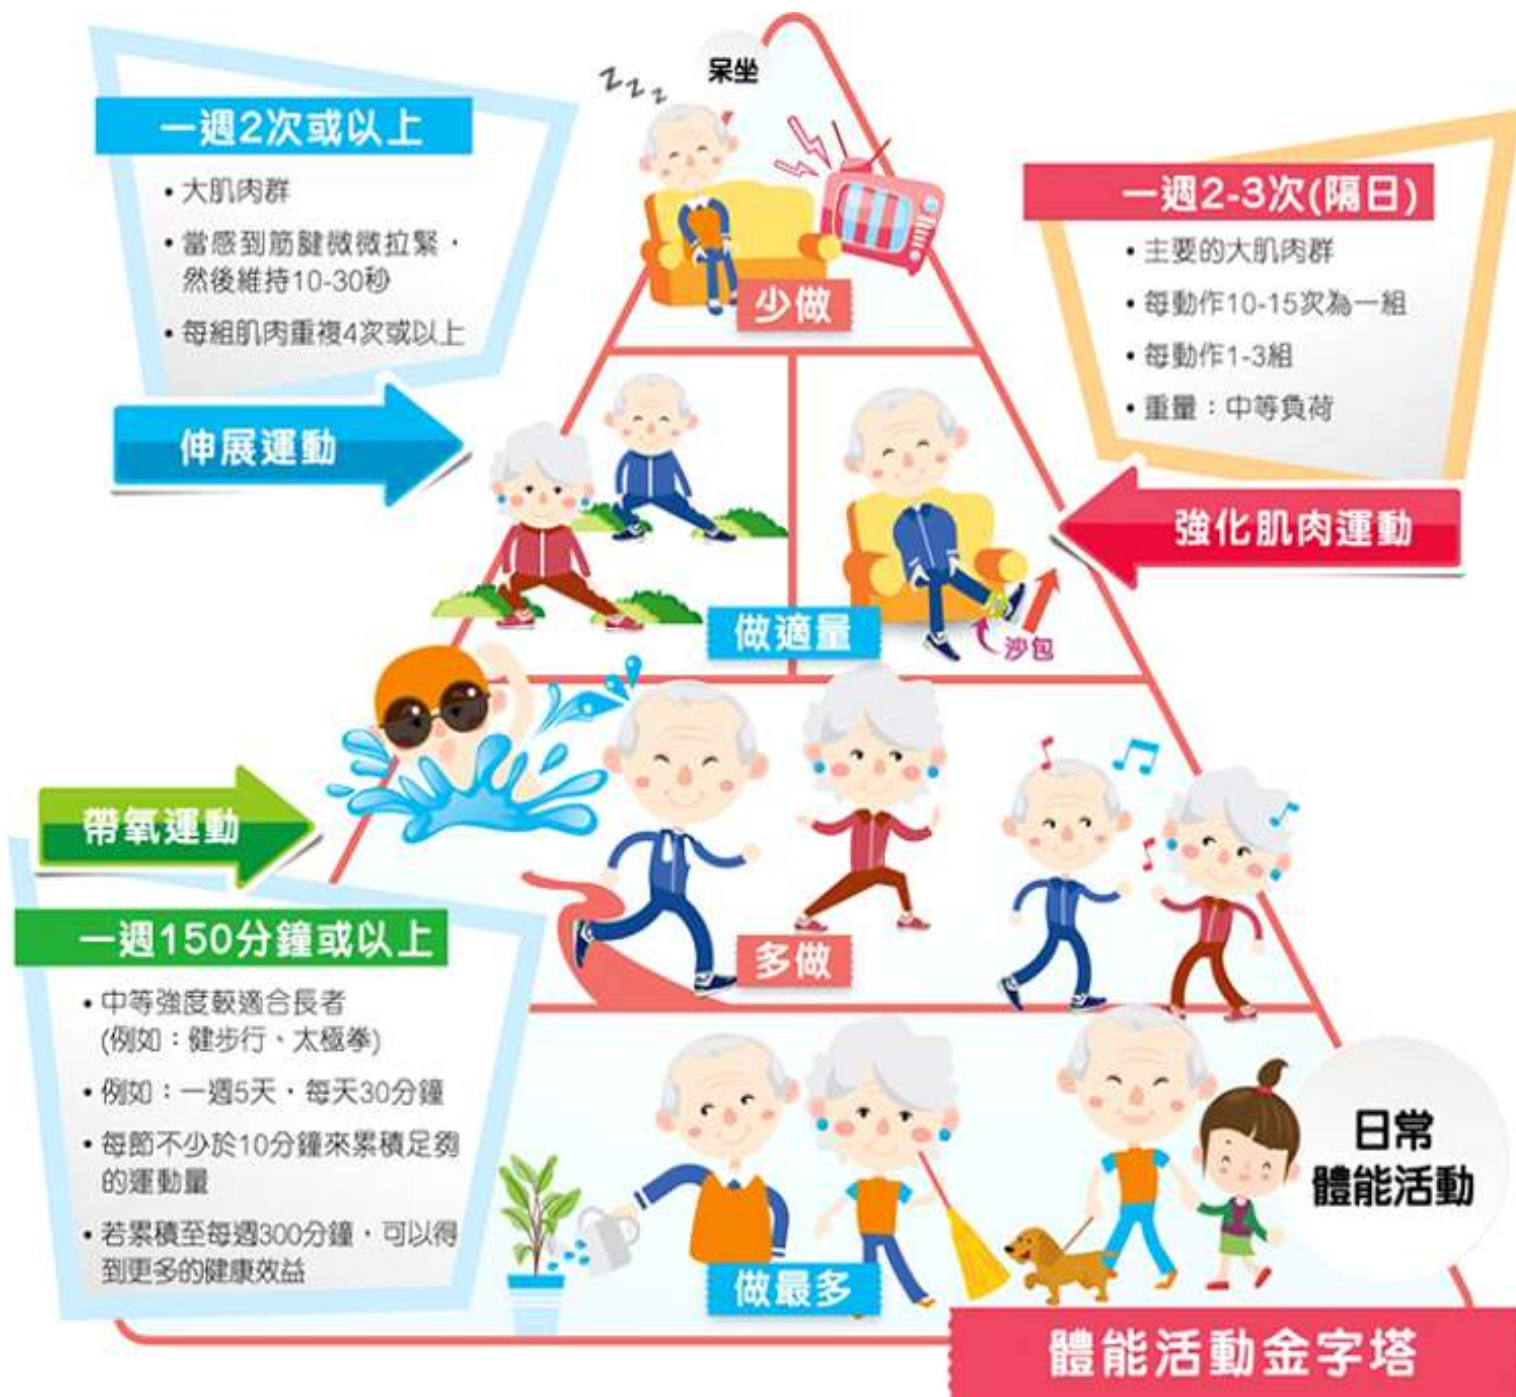 呆坐
少做
一週2次或以上
• 大肌肉群
• 當感到筋腱微微拉緊，
然後維持10-30秒
• 每組肌肉重複4次或以上
伸展運動
一週2-3次(隔日)
• 主要的大肌肉群
• 每動作10-15次為一組
• 每動作1-3組
• 重量：中等負荷
強化肌肉運動
沙包
做適量
帶氧運動
一週150分鐘或以上
• 中等強度較適合長者
(例如：健步行、太極拳)
• 例如：一週5天，每天30分鐘
• 每節不少於10分鐘來累積足夠
的運動量
• 若累積至每週300分鐘，可以得
到更多的健康效益
多做
日常
體能活動
做最多
體能活動金字塔
zzz